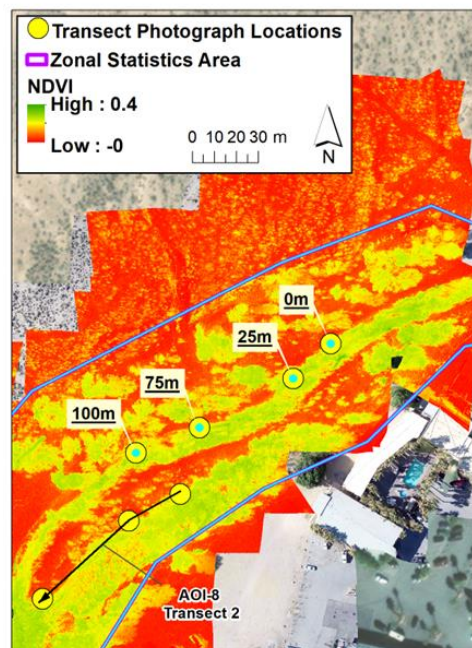 Transect Photograph Locations
Zonal Statistics Area
NDVI
High : 0.4
Low : -0
0 10 20 30 m
N
0m
25m
75m
100m
AOI-8
Transect 2